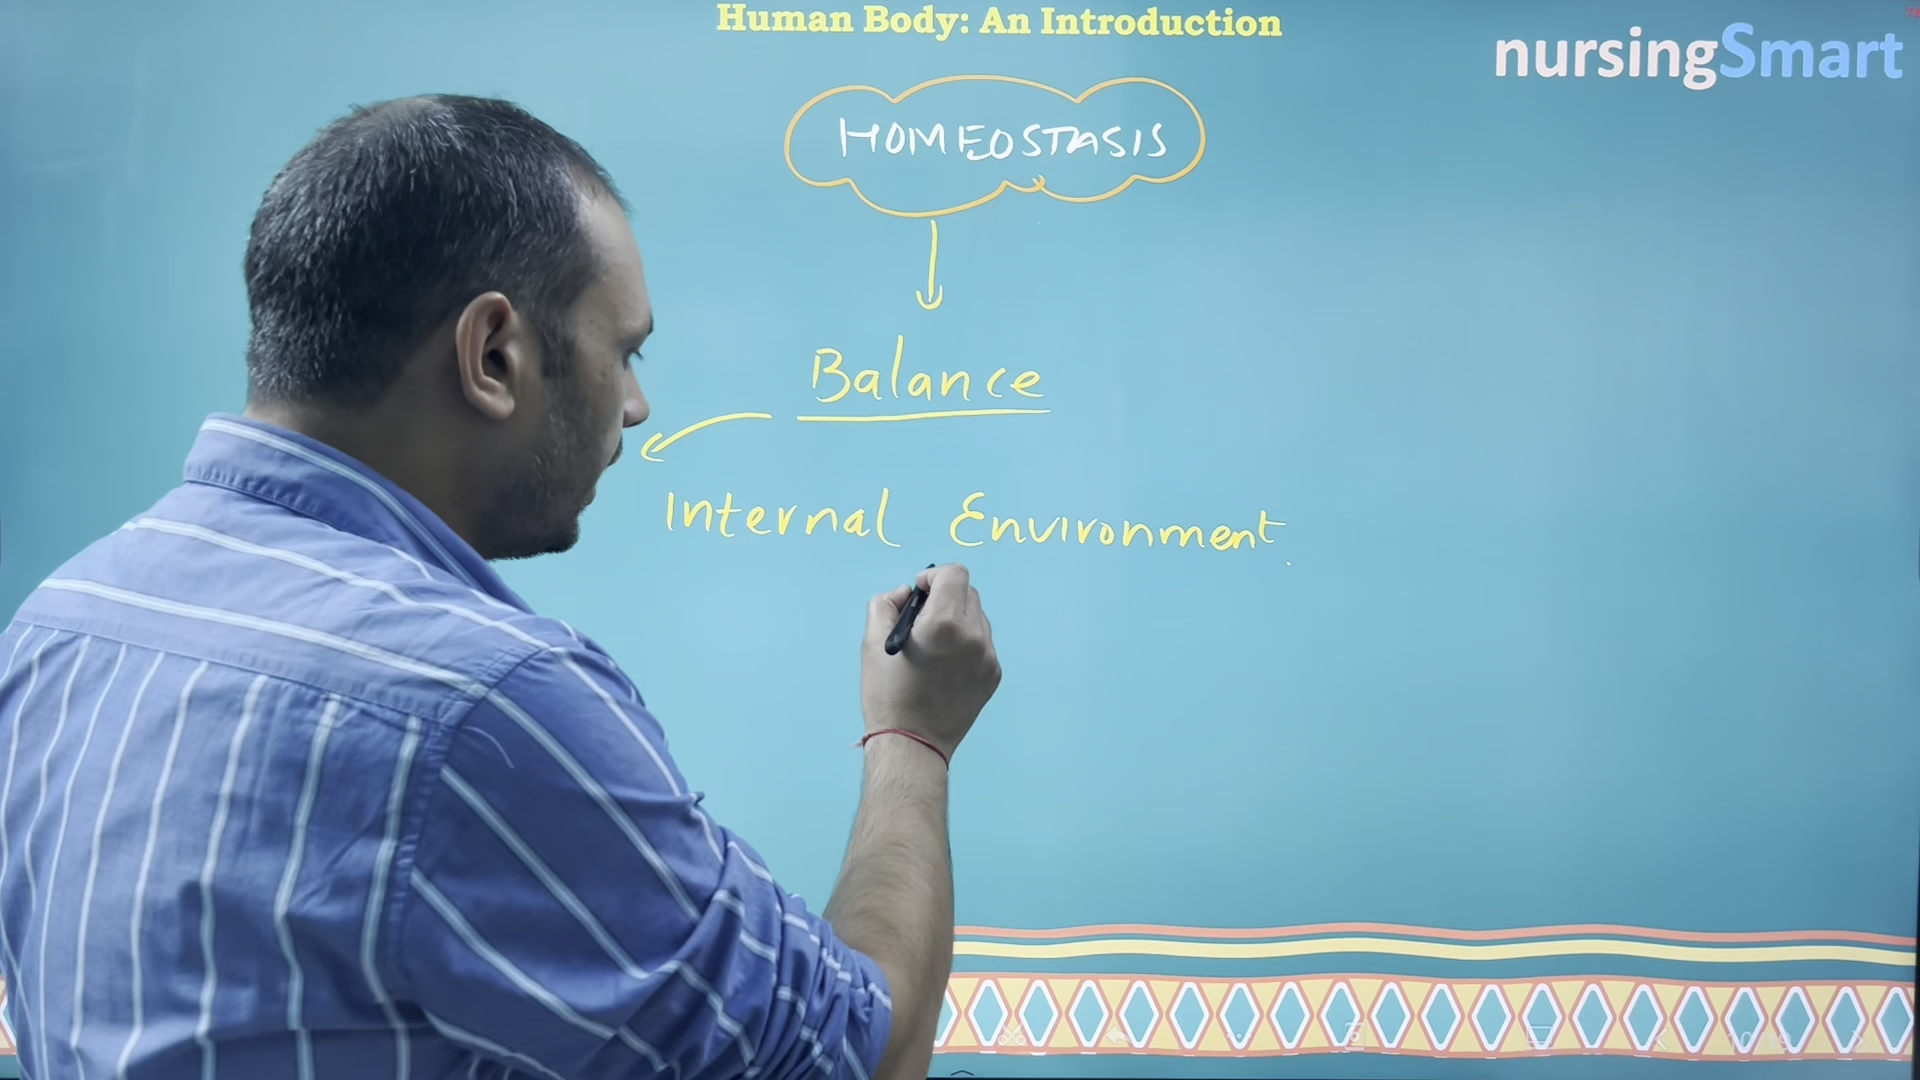 Human Body: An Introduction
nursingSmart
HOMEOSTASIS
Balance
Internal Environment